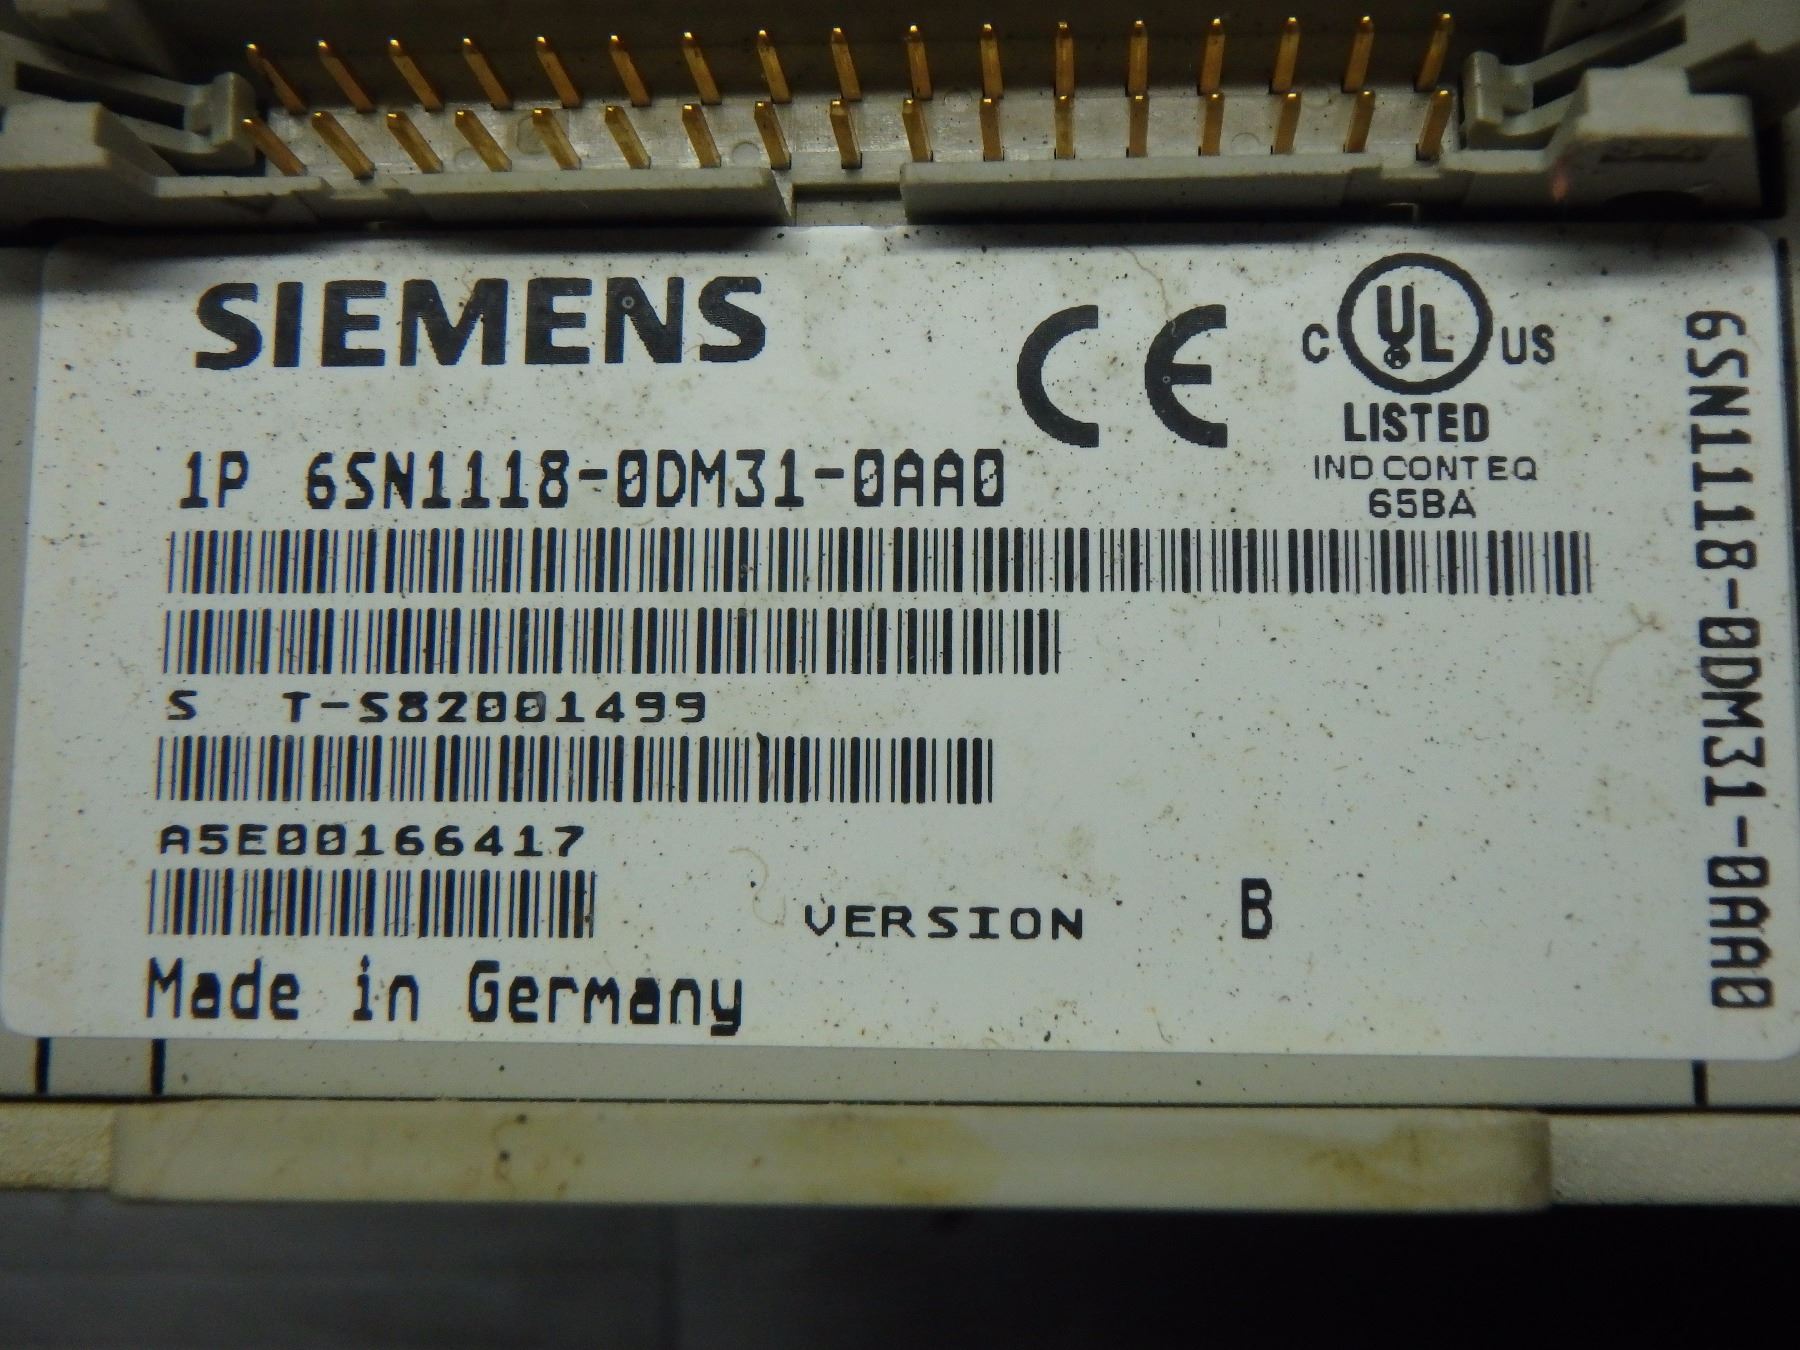 SIEMENS
CE
C UL US
LISTED
IND CONT EQ
65BA
1P 6SN1118-0DM31-0AA0
S T-S82001499
A5E00166417
VERSION B
Made in Germany
6SN1118-0DM31-0AA0